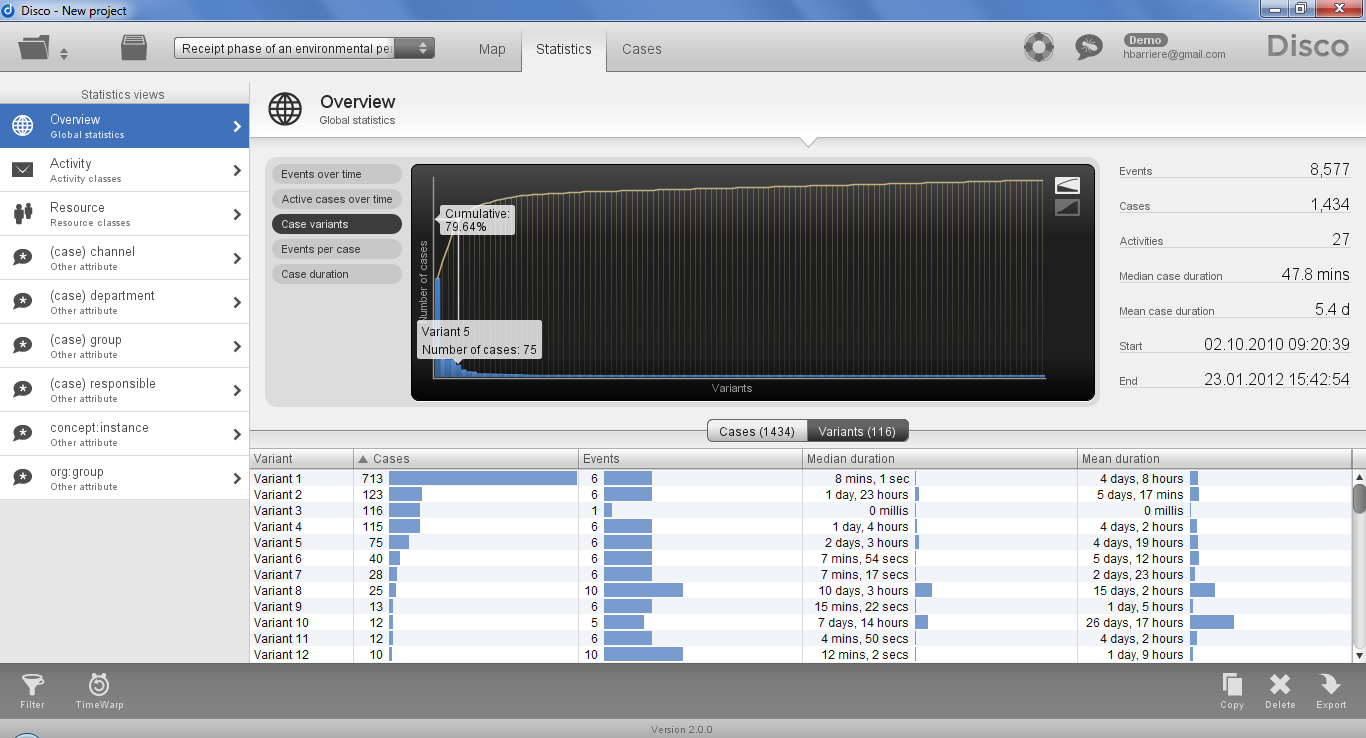 Disco - New project
Receipt phase of an environmental pe
Map
Statistics
Cases
Demo
hbarriere@gmail.com
Disco
Statistics views
Overview
Global statistics
Activity
Activity classes
Resource
Resource classes
(case) channel
Other attribute
(case) department
Other attribute
(case) group
Other attribute
(case) responsible
Other attribute
concept:instance
Other attribute
org:group
Other attribute
Overview
Global statistics
Events over time
Active cases over time
Case variants
Events per case
Case duration
Number of cases
Cumulative:
79.64%
Variant 5
Number of cases: 75
Variants
Events 8,577
Cases 1,434
Activities 27
Median case duration 47.8 mins
Mean case duration 5.4 d
Start 02.10.2010 09:20:39
End 23.01.2012 15:42:54
Cases (1434) Variants (116)
Variant Cases Events Median duration Mean duration
Variant 1 713 6 8 mins, 1 sec 4 days, 8 hours
Variant 2 123 6 1 day, 23 hours 5 days, 17 mins
Variant 3 116 1 0 millis 0 millis
Variant 4 115 6 1 day, 4 hours 4 days, 2 hours
Variant 5 75 6 2 days, 3 hours 4 days, 19 hours
Variant 6 40 6 7 mins, 54 secs 5 days, 12 hours
Variant 7 28 6 7 mins, 17 secs 2 days, 23 hours
Variant 8 25 10 10 days, 3 hours 15 days, 2 hours
Variant 9 13 6 15 mins, 22 secs 1 day, 5 hours
Variant 10 12 5 7 days, 14 hours 26 days, 17 hours
Variant 11 12 6 4 mins, 50 secs 4 days, 2 hours
Variant 12 10 10 12 mins, 2 secs 1 day, 9 hours
Filter
TimeWarp
Copy
Delete
Export
Version 2.0.0